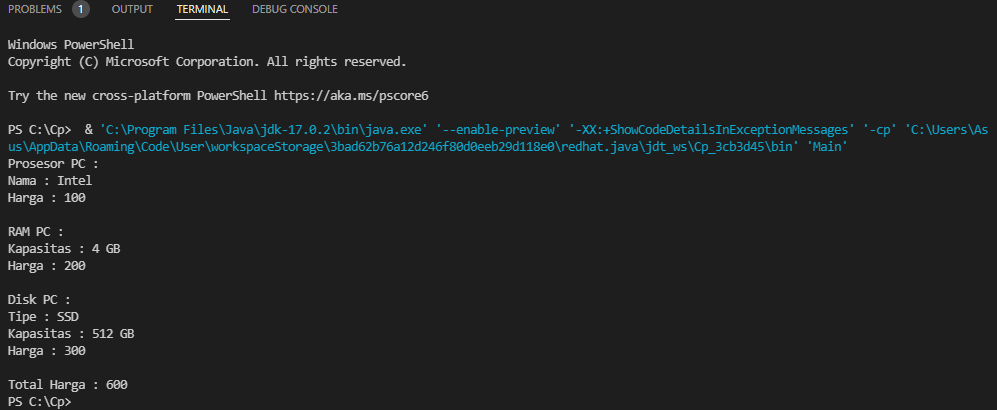 PROBLEMS 1 OUTPUT TERMINAL DEBUG CONSOLE
Windows PowerShell
Copyright (C) Microsoft Corporation. All rights reserved.
Try the new cross-platform PowerShell https://aka.ms/pscore6
PS C:\Cp>  & 'C:\Program Files\Java\jdk-17.0.2\bin\java.exe' '--enable-preview' '-XX:+ShowCodeDetailsInExceptionMessages' '-cp' 'C:\Users\As
us\AppData\Roaming\Code\User\workspaceStorage\3bad62b76a12d246f80d0eeb29d118e0\redhat.java\jdt_ws\Cp_3cb3d45\bin' 'Main'
Prosesor PC :
Nama : Intel
Harga : 100
RAM PC :
Kapasitas : 4 GB
Harga : 200
Disk PC :
Tipe : SSD
Kapasitas : 512 GB
Harga : 300
Total Harga : 600
PS C:\Cp>